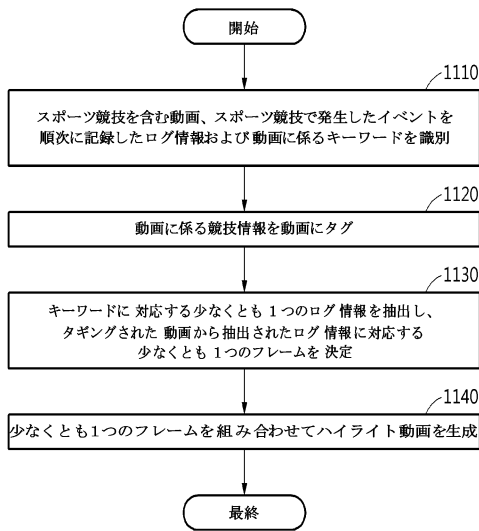 開始
1110
スポーツ競技を含む動画、スポーツ競技で発生したイベントを
順次に記録したログ情報および動画に係るキーワードを識別
1120
動画に係る競技情報を動画にタグ
1130
キーワードに対応する少なくとも1つのログ情報を抽出し、
タギングされた動画から抽出されたログ情報に対応する
少なくとも1つのフレームを決定
1140
少なくとも1つのフレームを組み合わせてハイライト動画を生成
最終